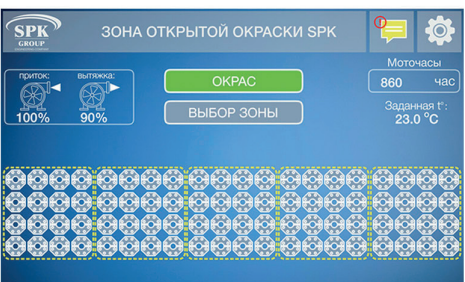 SPK
GROUP
ЗОНА ОТКРЫТОЙ ОКРАСКИ SPK
приток:
вытяжка:
100%
90%
ОКРАС
ВЫБОР ЗОНЫ
Моточасы
860 час
Заданная t°:
23.0 °C